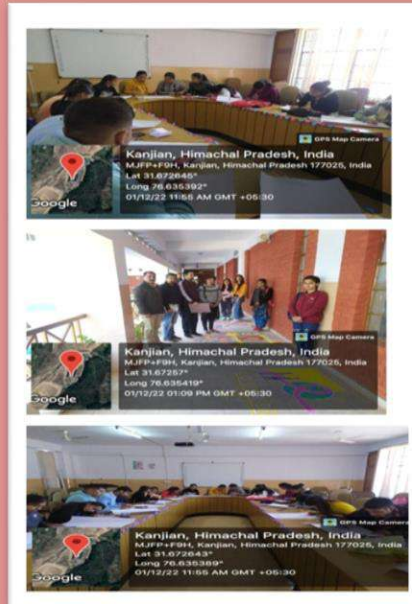 GPS Map Camera
Kanjian, Himachal Pradesh, India
MJFP+F9H, Kanjian, Himachal Pradesh 177025, India
Lat 31.672645°
Long 76.635392°
01/12/22 11:55 AM GMT +05:30
Google
GPS Map Camera
Kanjian, Himachal Pradesh, India
MJFP+F9H, Kanjian, Himachal Pradesh 177025, India
Lat 31.67257°
Long 76.635419°
01/12/22 01:09 PM GMT +05:30
Google
GPS Map Camera
Kanjian, Himachal Pradesh, India
MJFP+F9H, Kanjian, Himachal Pradesh 177025, India
Lat 31.672643°
Long 76.635389°
01/12/22 11:55 AM GMT +05:30
Google